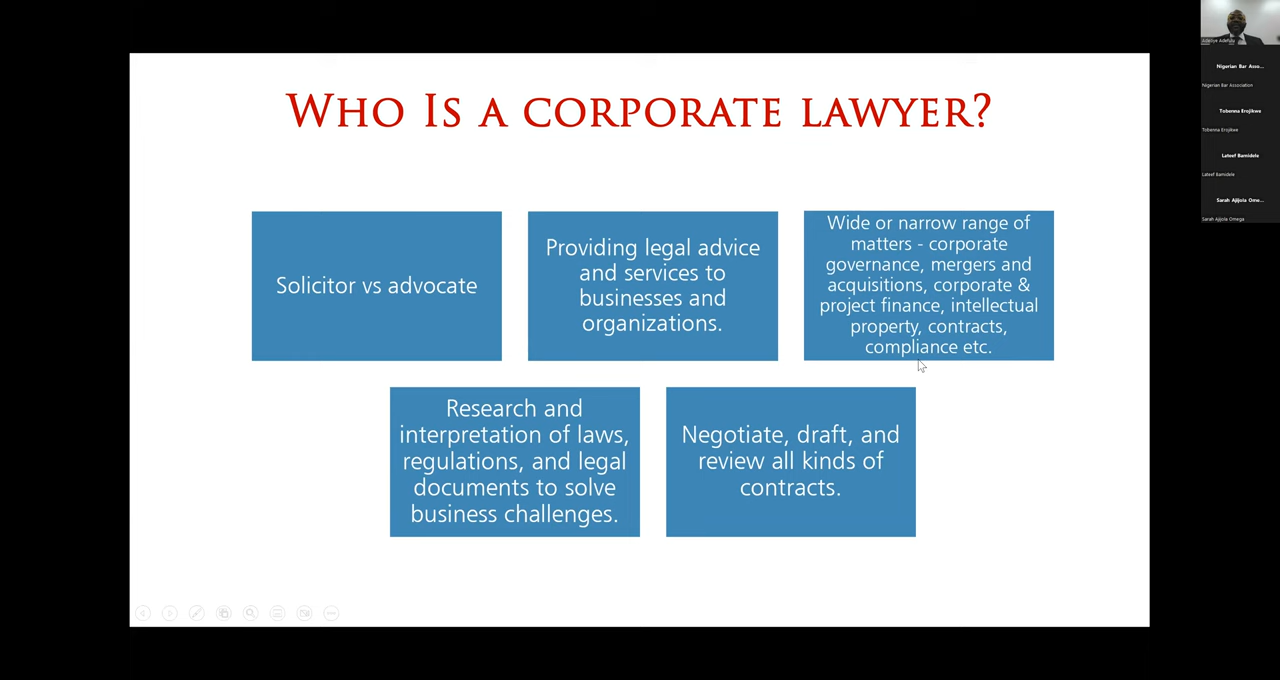 WHO IS A CORPORATE LAWYER?
Solicitor vs advocate
Providing legal advice
and services to
businesses and
organizations.
Wide or narrow range of
matters - corporate
governance, mergers and
acquisitions, corporate &
project finance, intellectual
property, contracts,
compliance etc.
Research and
interpretation of laws,
regulations, and legal
documents to solve
business challenges.
Negotiate, draft, and
review all kinds of
contracts.
Nigerian Bar Asso...
Nigerian Bar Association
Tobenna Erojikwe
Tobenna Erojikwe
Lateef Bamidele
Lateef Bamidele
Sarah Ajijola Ome...
Sarah Ajijola Omega